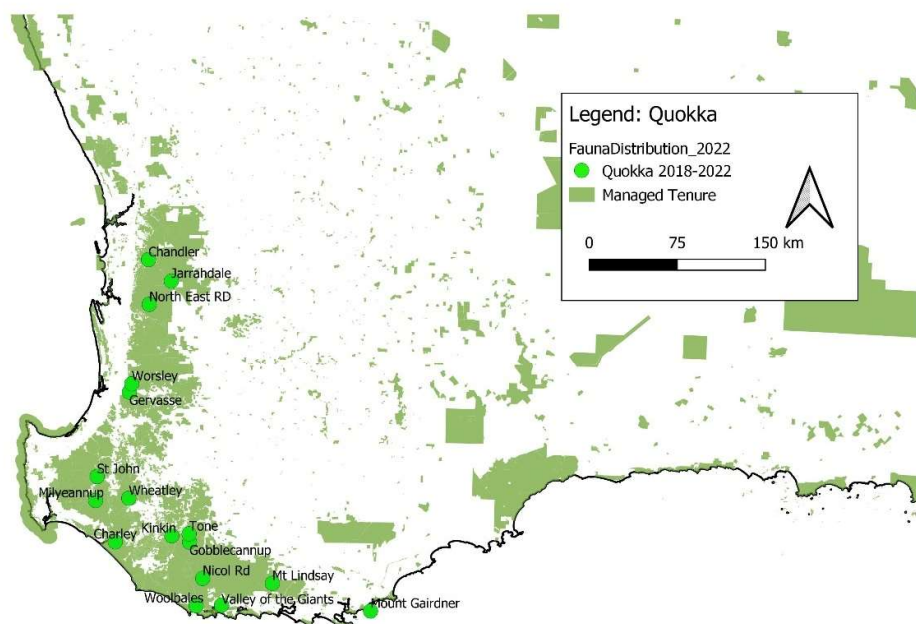 Legend: Quokka
FaunaDistribution_2022
Quokka 2018-2022
Managed Tenure
0 75 150 km
Chandler
Jarrahdale
North East RD
Worsley
Gervasse
St John
Milyeannup
Wheatley
Charley
Kinkin
Tone
Gobblecannup
Nicol Rd
Mt Lindsay
Woolbales
Valley of the Giants
Mount Gairdner